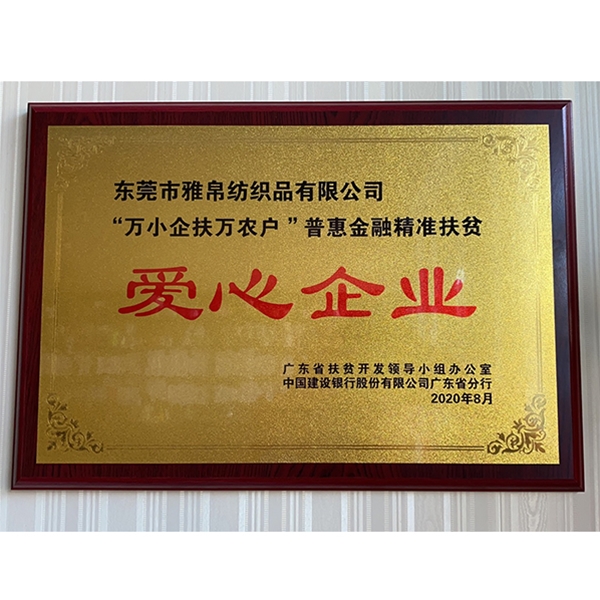 东莞市雅帛纺织品有限公司
“万小企扶万农户”普惠金融精准扶贫
爱心企业
广东省扶贫开发领导小组办公室
中国建设银行股份有限公司广东省分行
2020年8月